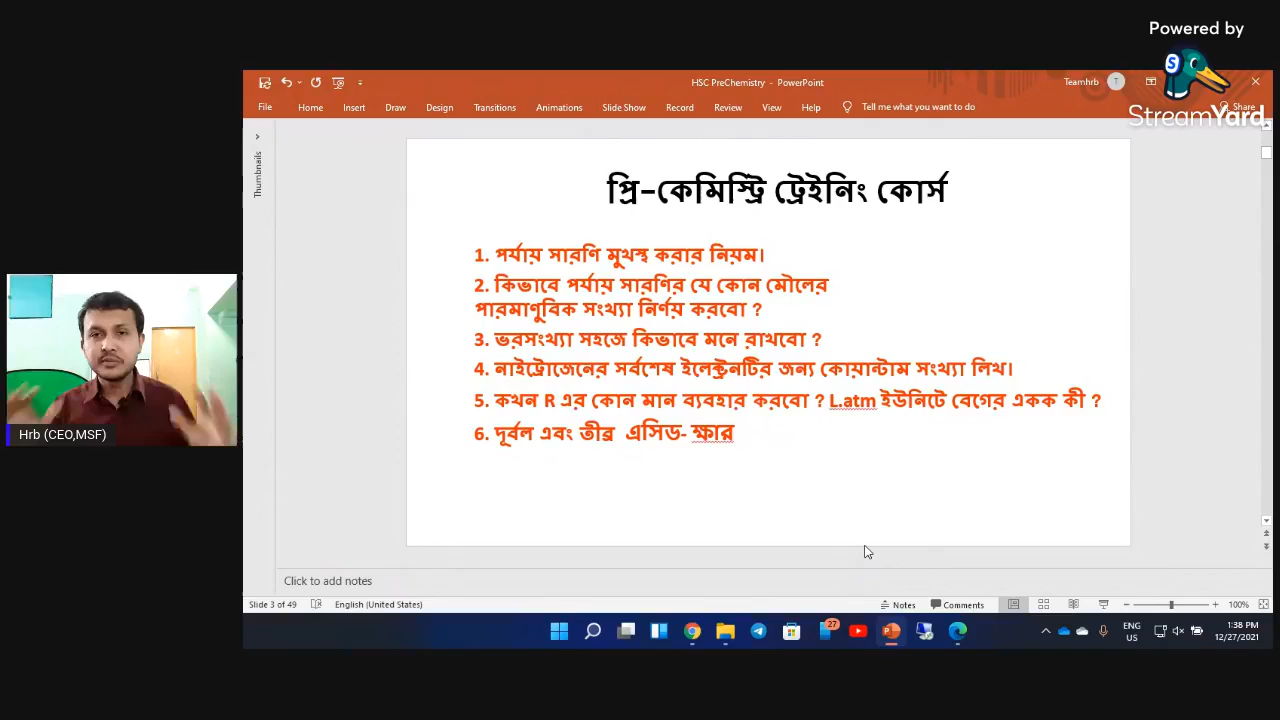 Powered by
StreamYard
HSC PreChemistry - PowerPoint
Teamhrb
T
File Home Insert Draw Design Transitions Animations Slide Show Record Review View Help Tell me what you want to do
Share
Thumbnails
প্রি-কেমিস্ট্রি ট্রেইনিং কোর্স
1. পর্যায় সারণি মুখস্থ করার নিয়ম।
2. কিভাবে পর্যায় সারণির যে কোন মৌলের
পারমাণুবিক সংখ্যা নির্ণয় করবো ?
3. ভরসংখ্যা সহজে কিভাবে মনে রাখবো ?
4. নাইট্রোজেনের সর্বশেষ ইলেক্ট্রনটির জন্য কোয়ান্টাম সংখ্যা লিখ।
5. কখন R এর কোন মান ব্যবহার করবো ? L.atm ইউনিটে বেগের একক কী ?
6. দূর্বল এবং তীব্র এসিড- ক্ষার
Hrb (CEO,MSF)
Click to add notes
Slide 3 of 49 English (United States) Notes Comments 100%
27
ENG
US
1:38 PM
12/27/2021